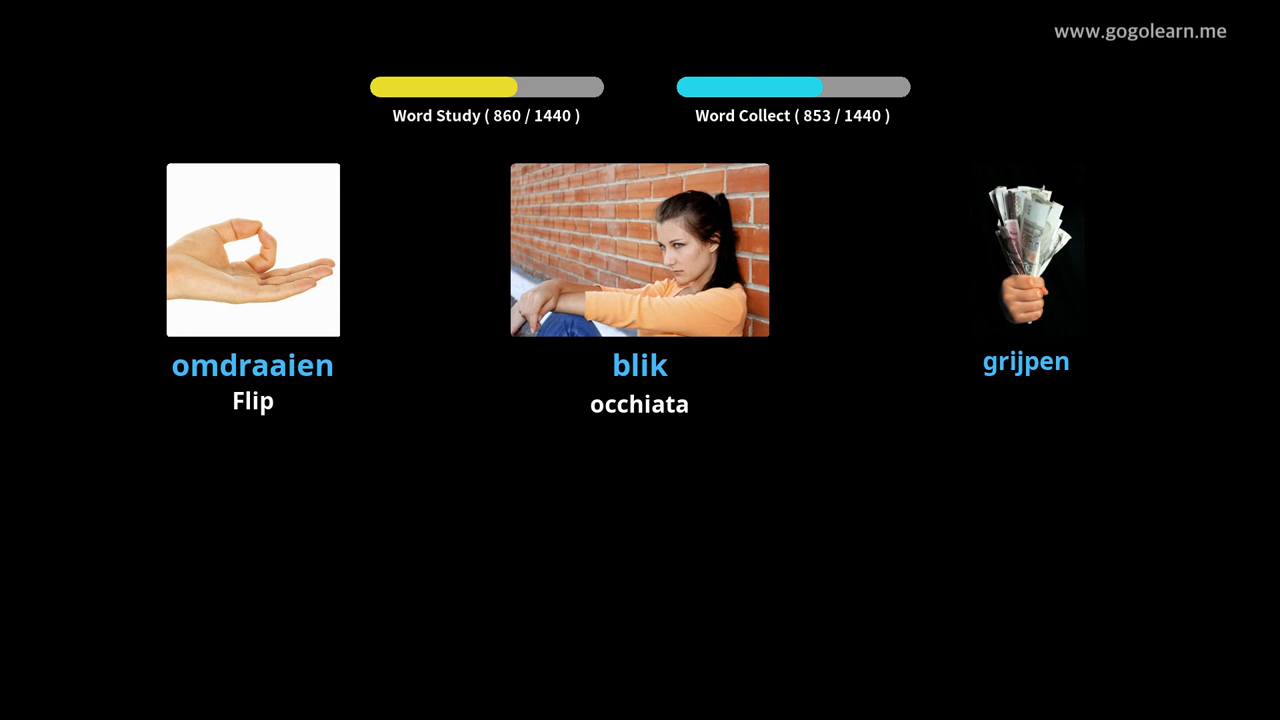 www.gogolearn.me
Word Study ( 860 / 1440 )
Word Collect ( 853 / 1440 )
omdraaien
Flip
blik
occhiata
grijpen